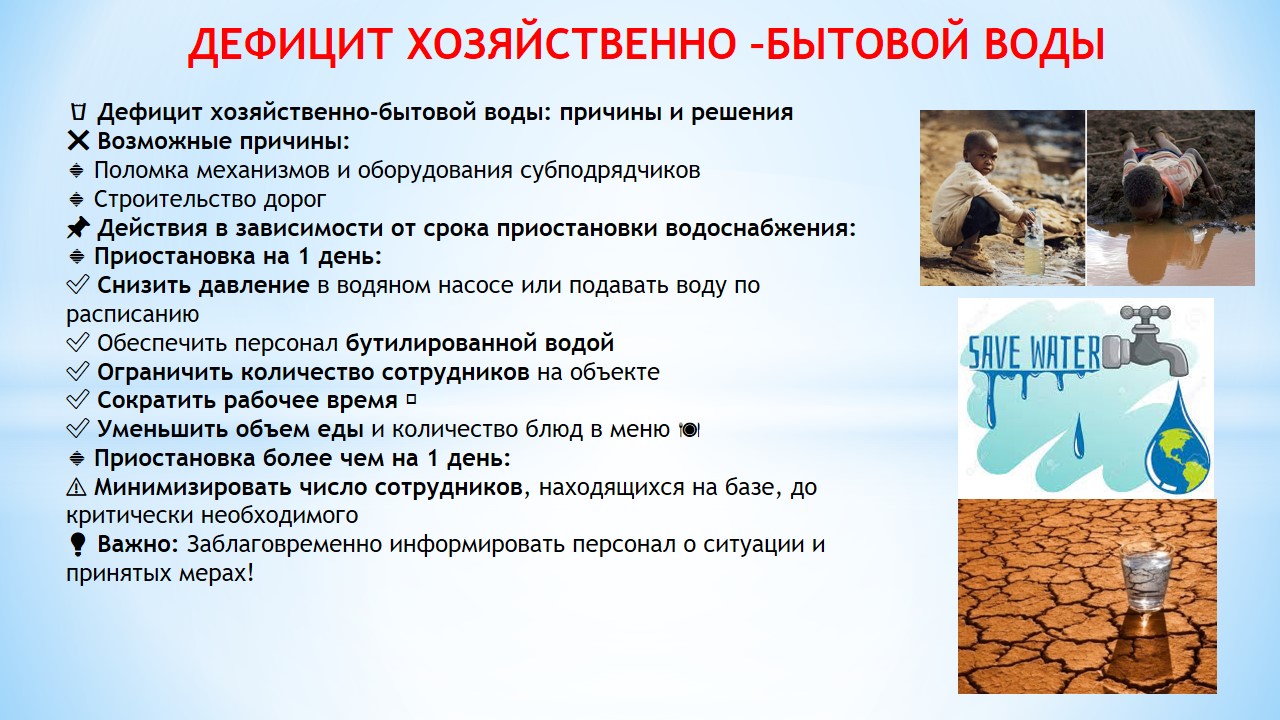 ДЕФИЦИТ ХОЗЯЙСТВЕННО –БЫТОВОЙ ВОДЫ
Дефицит хозяйственно-бытовой воды: причины и решения
❌ Возможные причины:
Поломка механизмов и оборудования субподрядчиков
Строительство дорог
📌 Действия в зависимости от срока приостановки водоснабжения:
Приостановка на 1 день:
✅ Снизить давление в водяном насосе или подавать воду по
расписанию
✅ Обеспечить персонал бутилированной водой
✅ Ограничить количество сотрудников на объекте
✅ Сократить рабочее время
✅ Уменьшить объем еды и количество блюд в меню 🍽
Приостановка более чем на 1 день:
⚠ Минимизировать число сотрудников, находящихся на базе, до
критически необходимого
💡 Важно: Заблаговременно информировать персонал о ситуации и
принятых мерах!
SAVE WATER